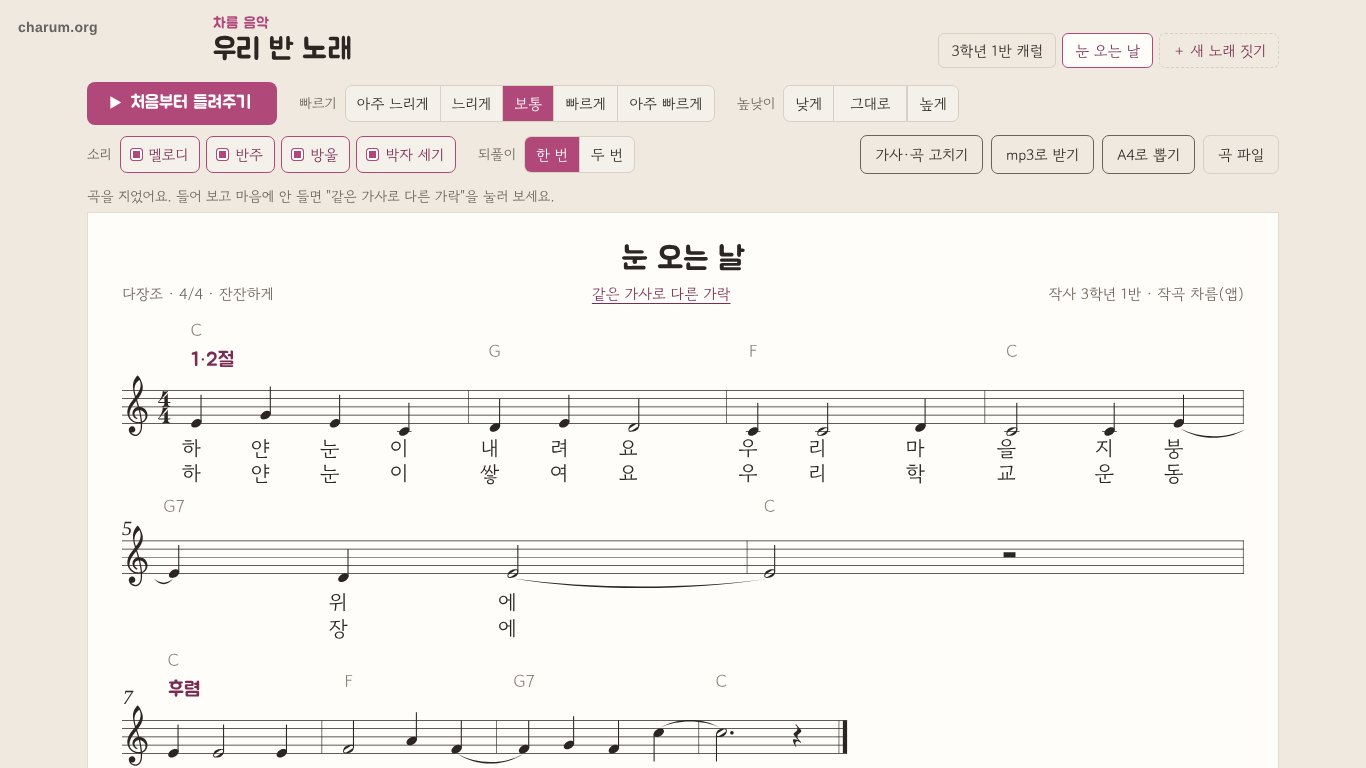 charum.org
차름 음악
우리 반 노래
3학년 1반 캐럴 눈 오는 날 + 새 노래 짓기
▶ 처음부터 들려주기 빠르기 아주 느리게 느리게 보통 빠르게 아주 빠르게 높낮이 낮게 그대로 높게
소리 멜로디 반주 방울 박자 세기 되풀이 한 번 두 번 가사·곡 고치기 mp3로 받기 A4로 뽑기 곡 파일
곡을 지었어요. 들어 보고 마음에 안 들면 "같은 가사로 다른 가락"을 눌러 보세요.
눈 오는 날
다장조 · 4/4 · 잔잔하게 같은 가사로 다른 가락 작사 3학년 1반 · 작곡 차름(앱)
C G F C
1·2절
4
4
하 얀 눈 이 내 려 요 우 리 마 을 지 붕
하 얀 눈 이 쌓 여 요 우 리 학 교 운 동
G7 C
5
위 에
장 에
C F G7 C
후렴
7